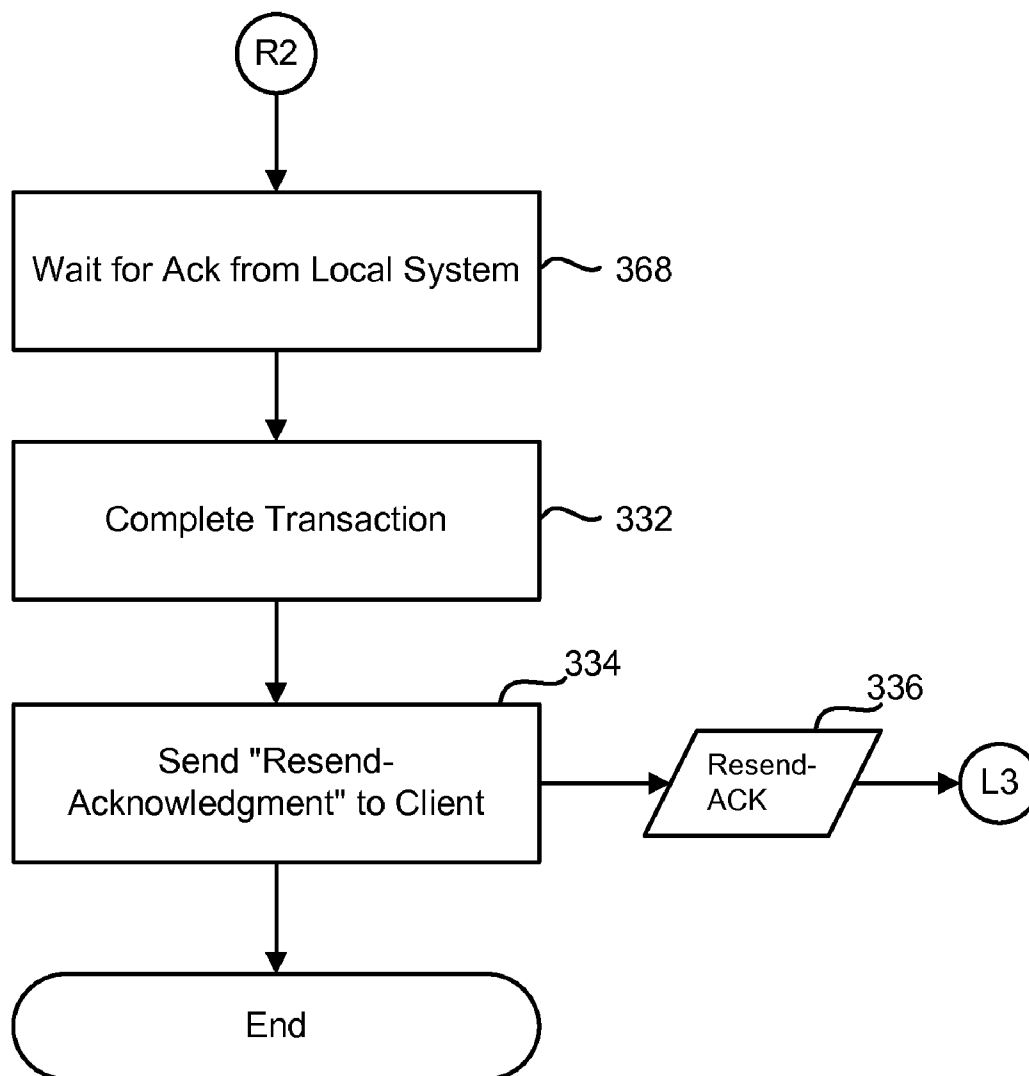 R2
Wait for Ack from Local System
368
Complete Transaction
332
334
Send "Resend-
Acknowledgment" to Client
336
Resend-
ACK
L3
End